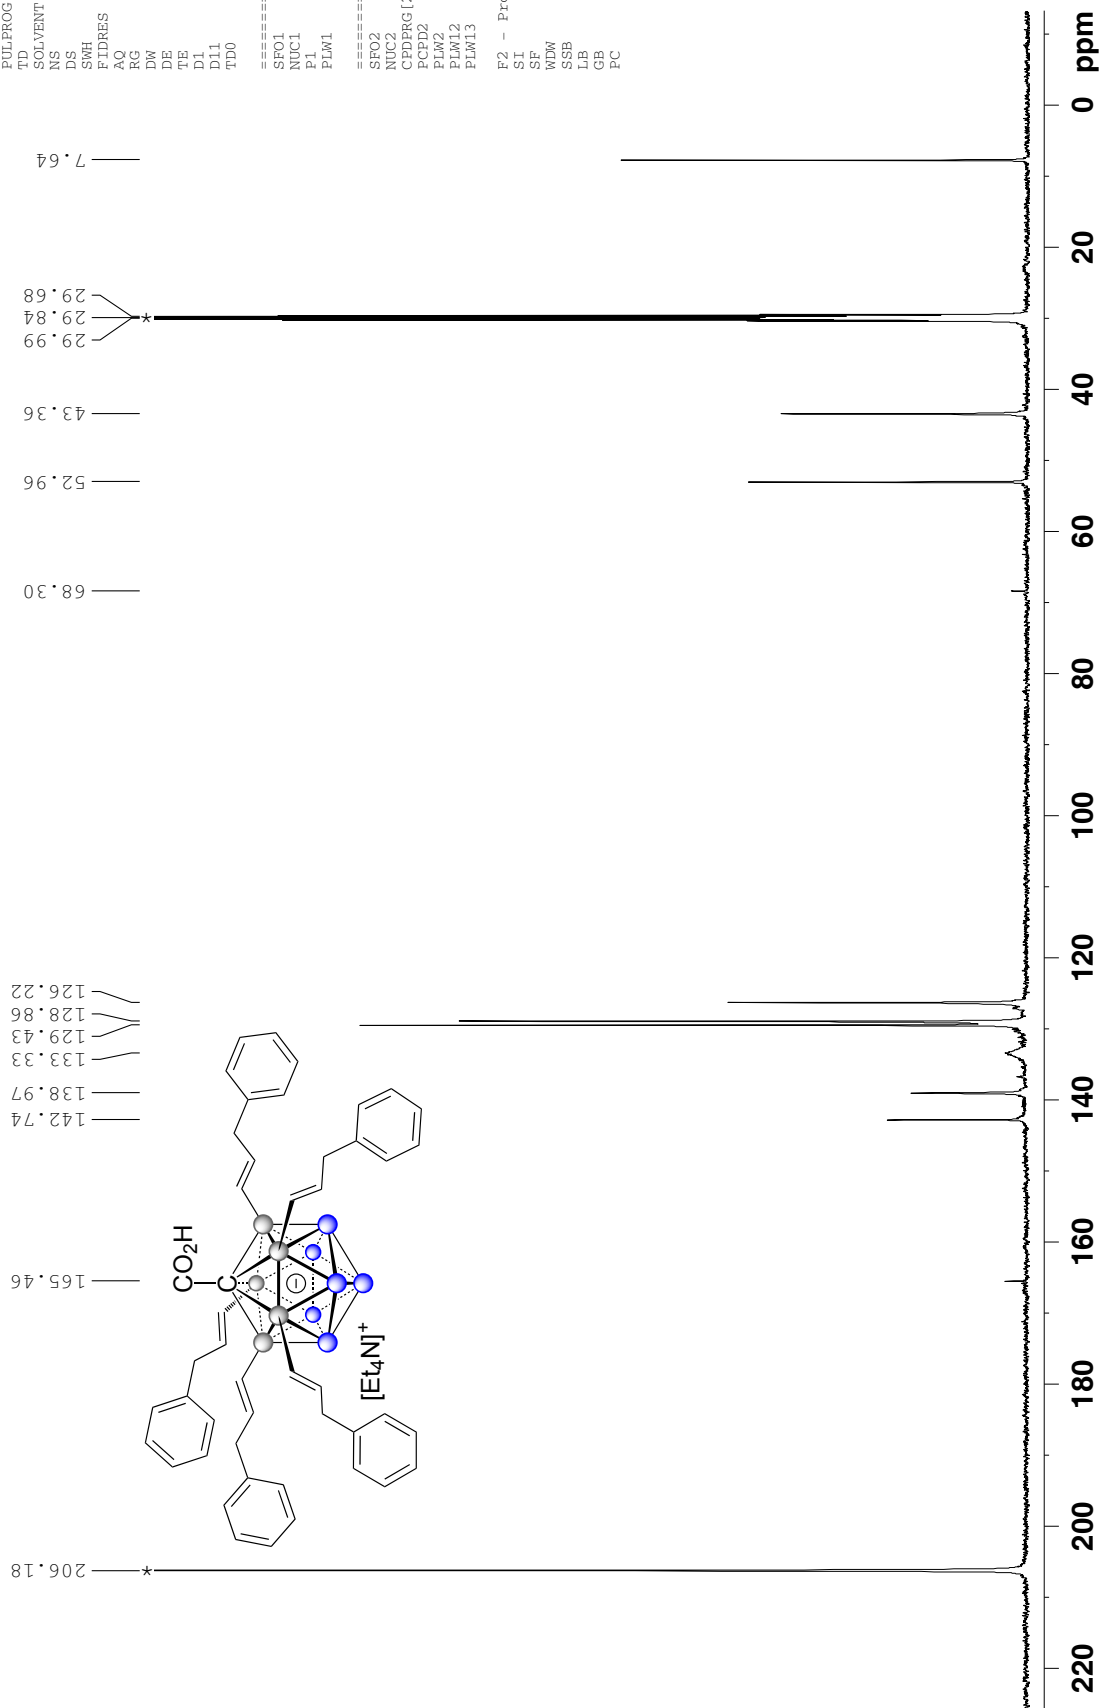 PULPROG
TD
SOLVENT
NS
DS
SWH
FIDRES
AQ
RG
DW
DE
TE
D1
D11
TD0
SFO1
NUC1
P1
PLW1
SFO2
NUC2
CPDPRG[2
PCPD2
PLW2
PLW12
PLW13
F2 - Pro
SI
SF
WDW
SSB
LB
GB
PC
206.18
165.46
142.74
138.97
133.33
129.43
128.86
126.22
68.30
52.96
43.36
29.99
29.84
29.68
7.64
*
*
CO2H
C
−
[Et4N]+
220
200
180
160
140
120
100
80
60
40
20
0
ppm